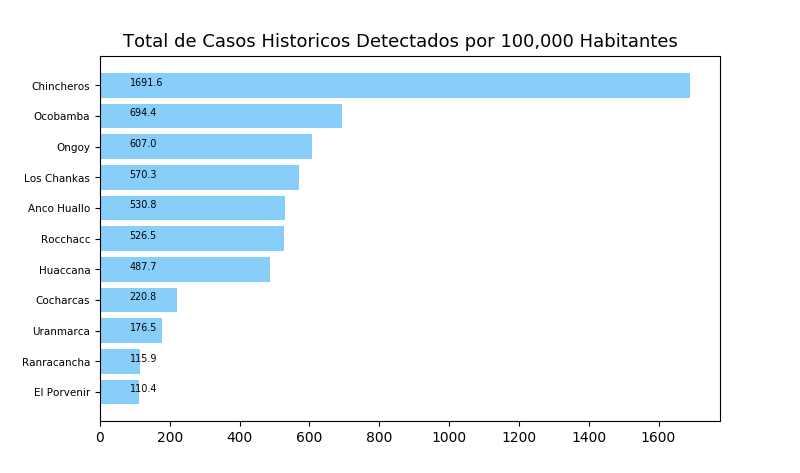 Total de Casos Historicos Detectados por 100,000 Habitantes
Chincheros 1691.6
Ocobamba 694.4
Ongoy 607.0
Los Chankas 570.3
Anco Huallo 530.8
Rocchacc 526.5
Huaccana 487.7
Cocharcas 220.8
Uranmarca 176.5
Ranracancha 115.9
El Porvenir 110.4
0 200 400 600 800 1000 1200 1400 1600